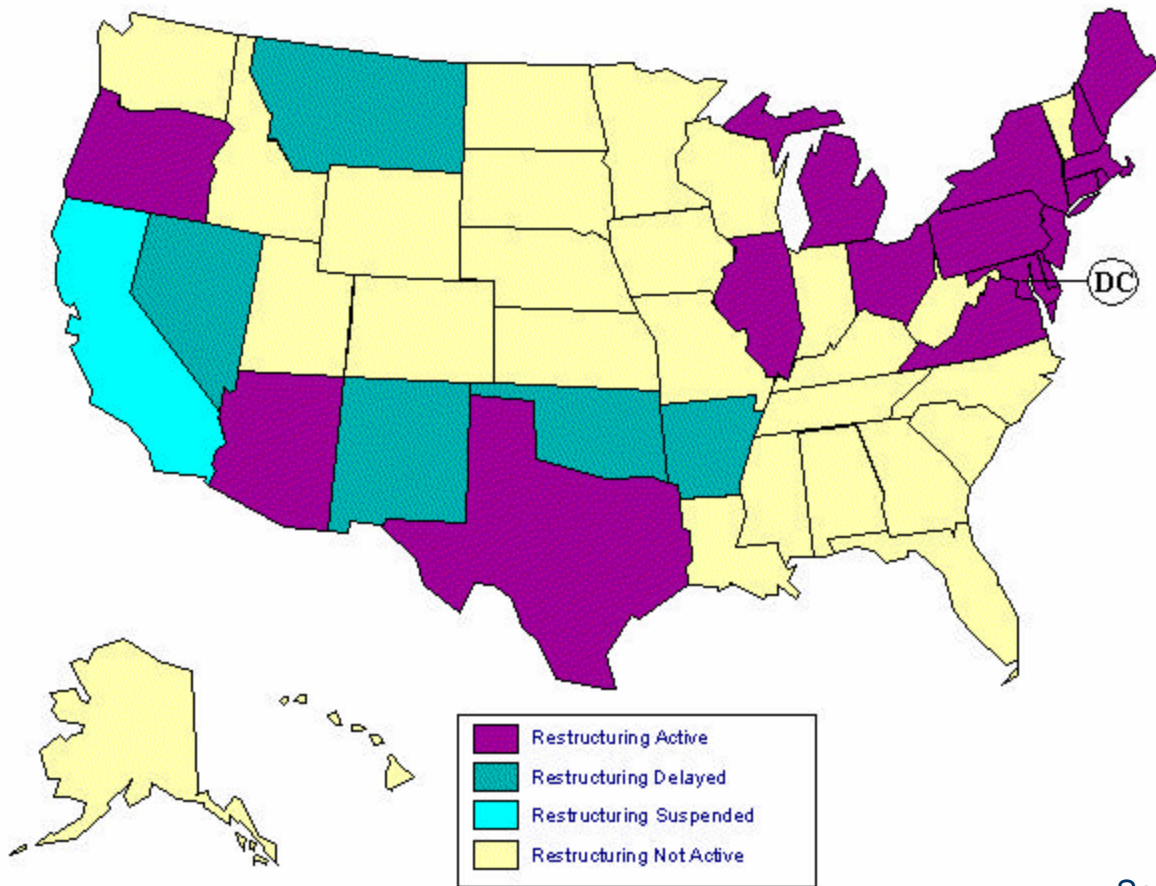 DC
Restructuring Active
Restructuring Delayed
Restructuring Suspended
Restructuring Not Active